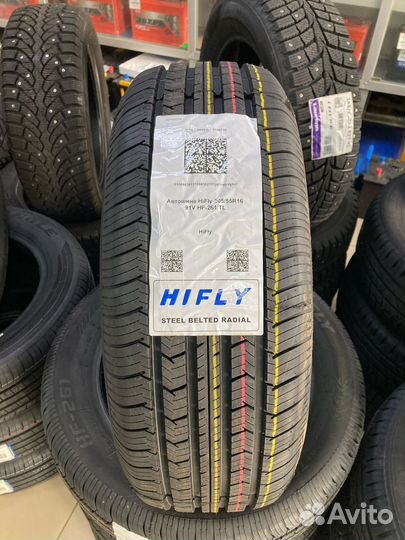 Автошина HiFly 205/55R16
91V HF-261 TL
HiFly
HIFLY
STEEL BELTED RADIAL
HF-261
Avito